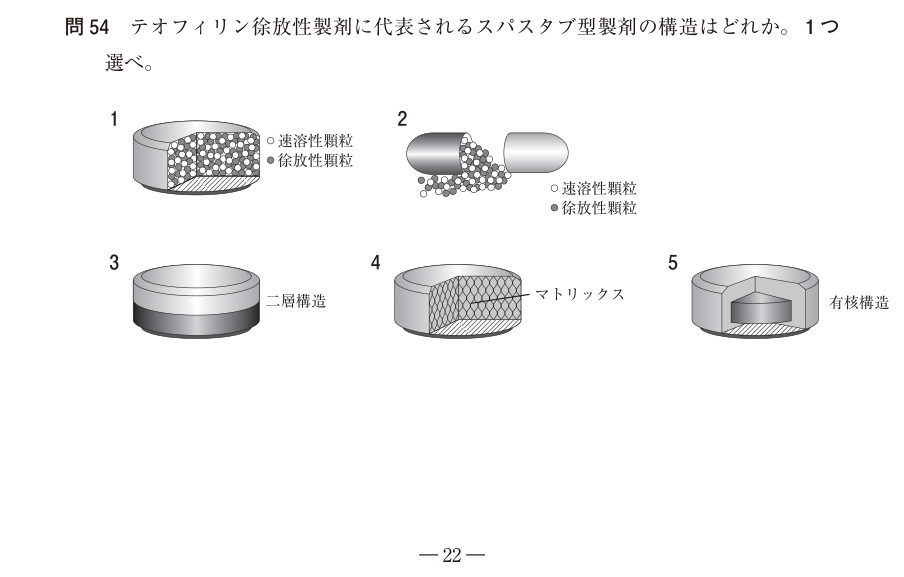 問 54　テオフィリン徐放性製剤に代表されるスパスタブ型製剤の構造はどれか。1つ
選べ。
1
速溶性顆粒
徐放性顆粒
2
速溶性顆粒
徐放性顆粒
3
二層構造
4
マトリックス
5
有核構造
― 22 ―